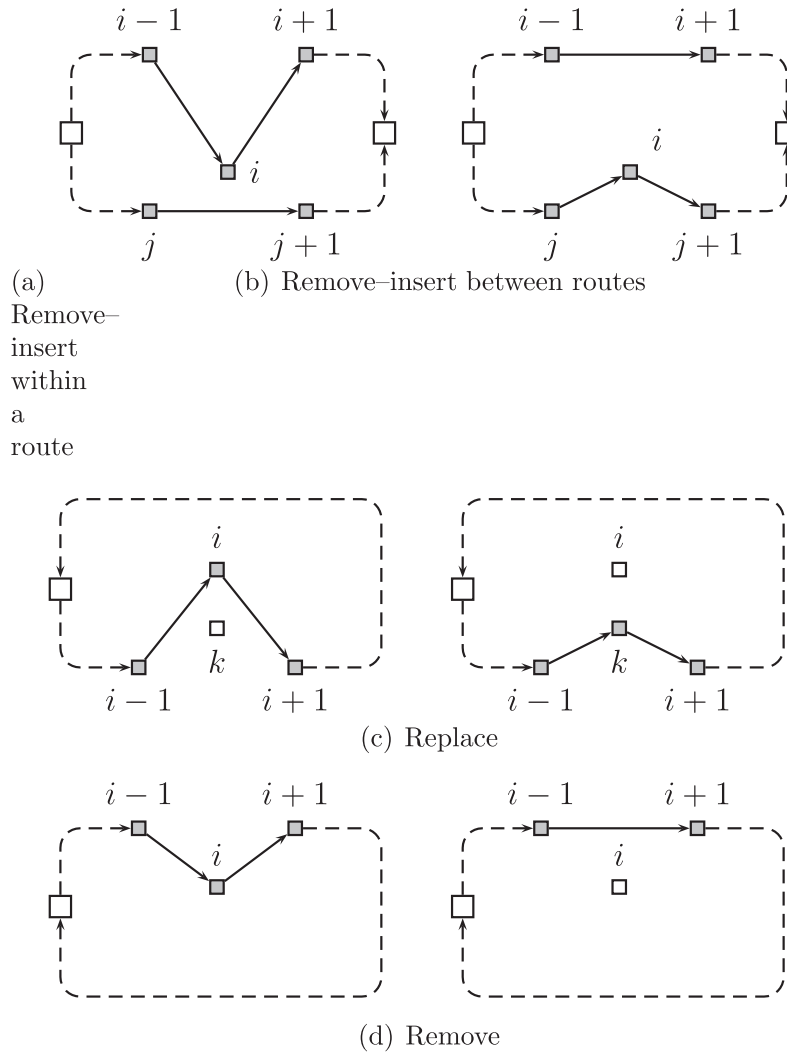 i − 1 i + 1 i − 1 i + 1
i i
j j + 1 j j + 1
(a) (b) Remove–insert between routes
Remove–
insert
within
a
route
i i
k k
i − 1 i + 1 i − 1 i + 1
(c) Replace
i − 1 i + 1 i − 1 i + 1
i i
(d) Remove